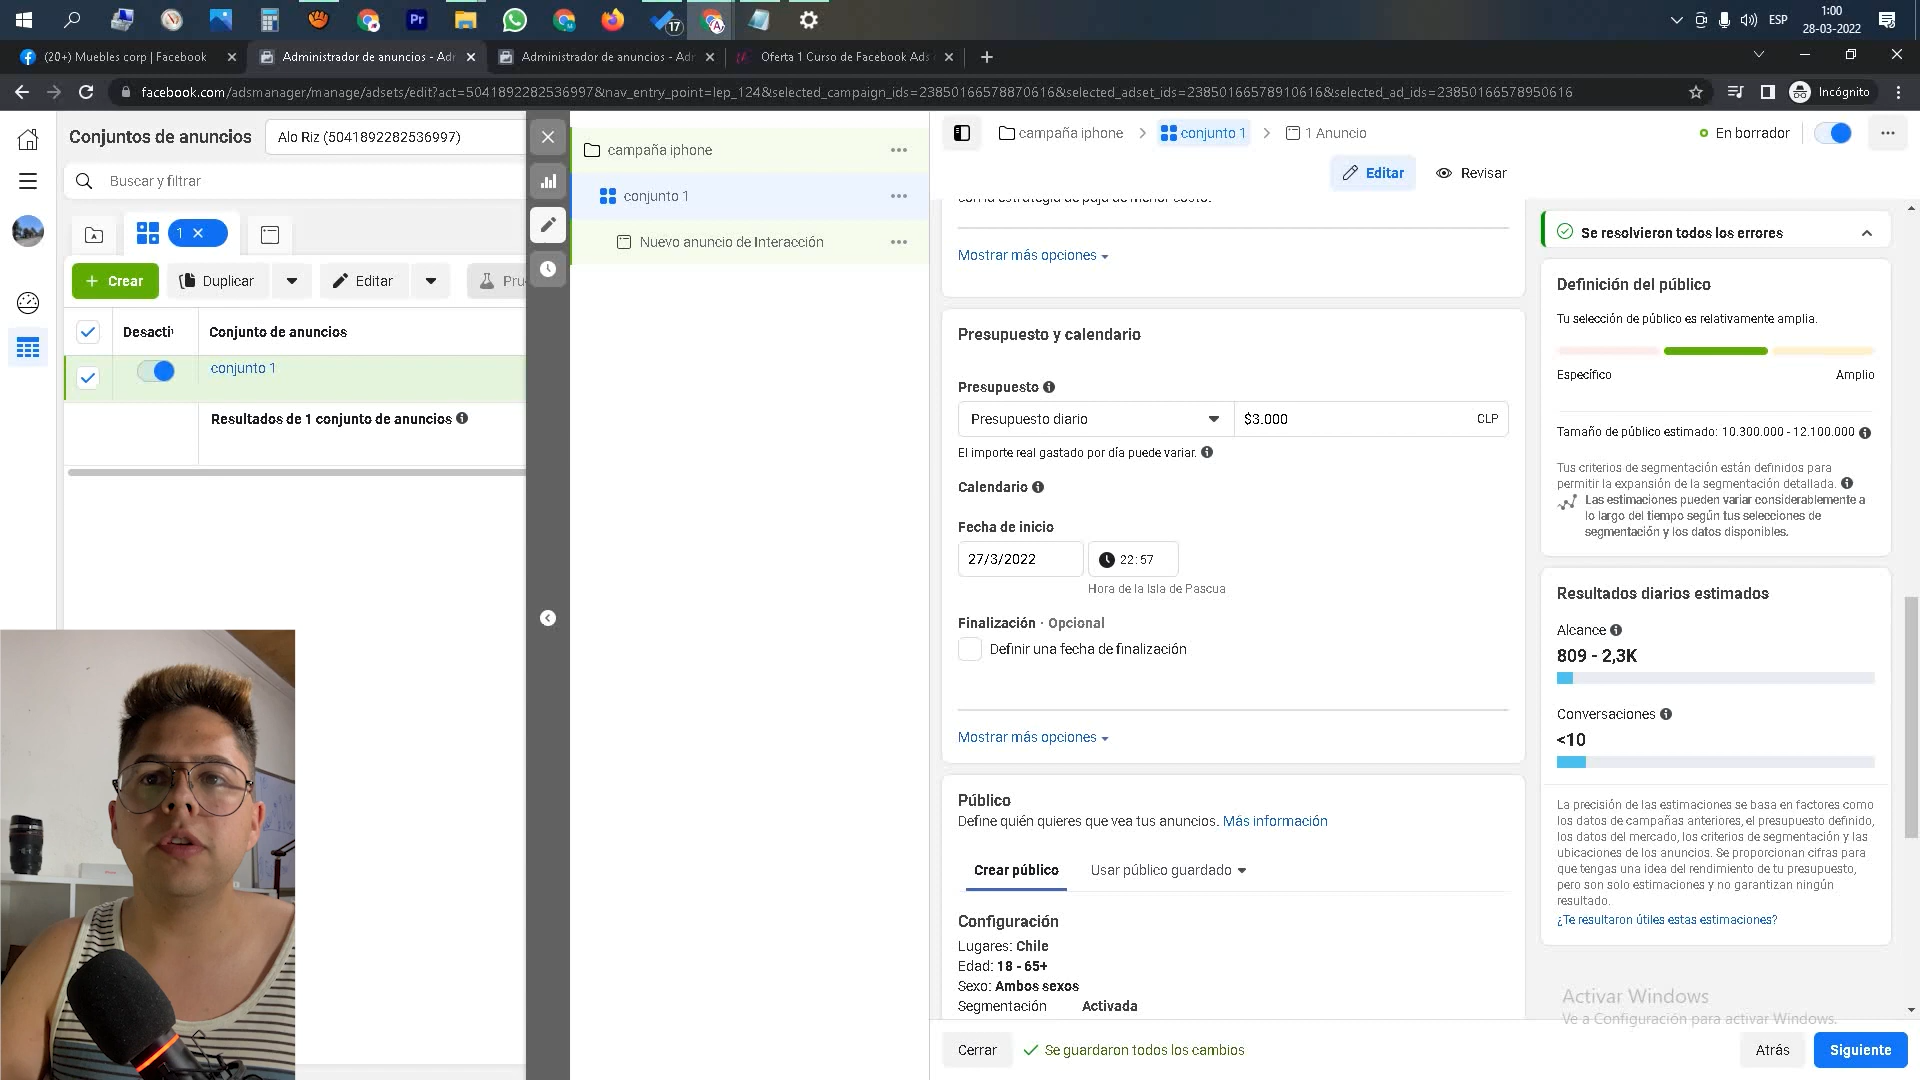 17
ESP
1:00
28-03-2022
(20+) Muebles corp | Facebook
Administrador de anuncios - Adr
Administrador de anuncios - Adr
Oferta 1 Curso de Facebook Ads
facebook.com/adsmanager/manage/adsets/edit?act=5041892282536997&nav_entry_point=lep_124&selected_campaign_ids=23850166578870616&selected_adset_ids=23850166578910616&selected_ad_ids=23850166578950616
Incógnito
Conjuntos de anuncios
Alo Riz (5041892282536997)
Buscar y filtrar
1
Crear
Duplicar
Editar
Pru
Desactiv
Conjunto de anuncios
conjunto 1
Resultados de 1 conjunto de anuncios
campaña iphone
conjunto 1
Nuevo anuncio de Interacción
campaña iphone
conjunto 1
1 Anuncio
En borrador
Editar
Revisar
con la estrategia de puja de menor costo.
Mostrar más opciones
Presupuesto y calendario
Presupuesto
Presupuesto diario
$3.000
CLP
El importe real gastado por día puede variar.
Calendario
Fecha de inicio
27/3/2022
22:57
Hora de la Isla de Pascua
Finalización · Opcional
Definir una fecha de finalización
Mostrar más opciones
Público
Define quién quieres que vea tus anuncios. Más información
Crear público
Usar público guardado
Configuración
Lugares: Chile
Edad: 18 - 65+
Sexo: Ambos sexos
Segmentación Activada
Cerrar
Se guardaron todos los cambios
Se resolvieron todos los errores
Definición del público
Tu selección de público es relativamente amplia.
Específico
Amplio
Tamaño de público estimado: 10.300.000 - 12.100.000
Tus criterios de segmentación están definidos para
permitir la expansión de la segmentación detallada.
Las estimaciones pueden variar considerablemente a
lo largo del tiempo según tus selecciones de
segmentación y los datos disponibles.
Resultados diarios estimados
Alcance
809 - 2,3K
Conversaciones
<10
La precisión de las estimaciones se basa en factores como
los datos de campañas anteriores, el presupuesto definido,
los datos del mercado, los criterios de segmentación y las
ubicaciones de los anuncios. Se proporcionan cifras para
que tengas una idea del rendimiento de tu presupuesto,
pero son solo estimaciones y no garantizan ningún
resultado.
¿Te resultaron útiles estas estimaciones?
Activar Windows
Ve a Configuración para activar Windows.
Atrás
Siguiente